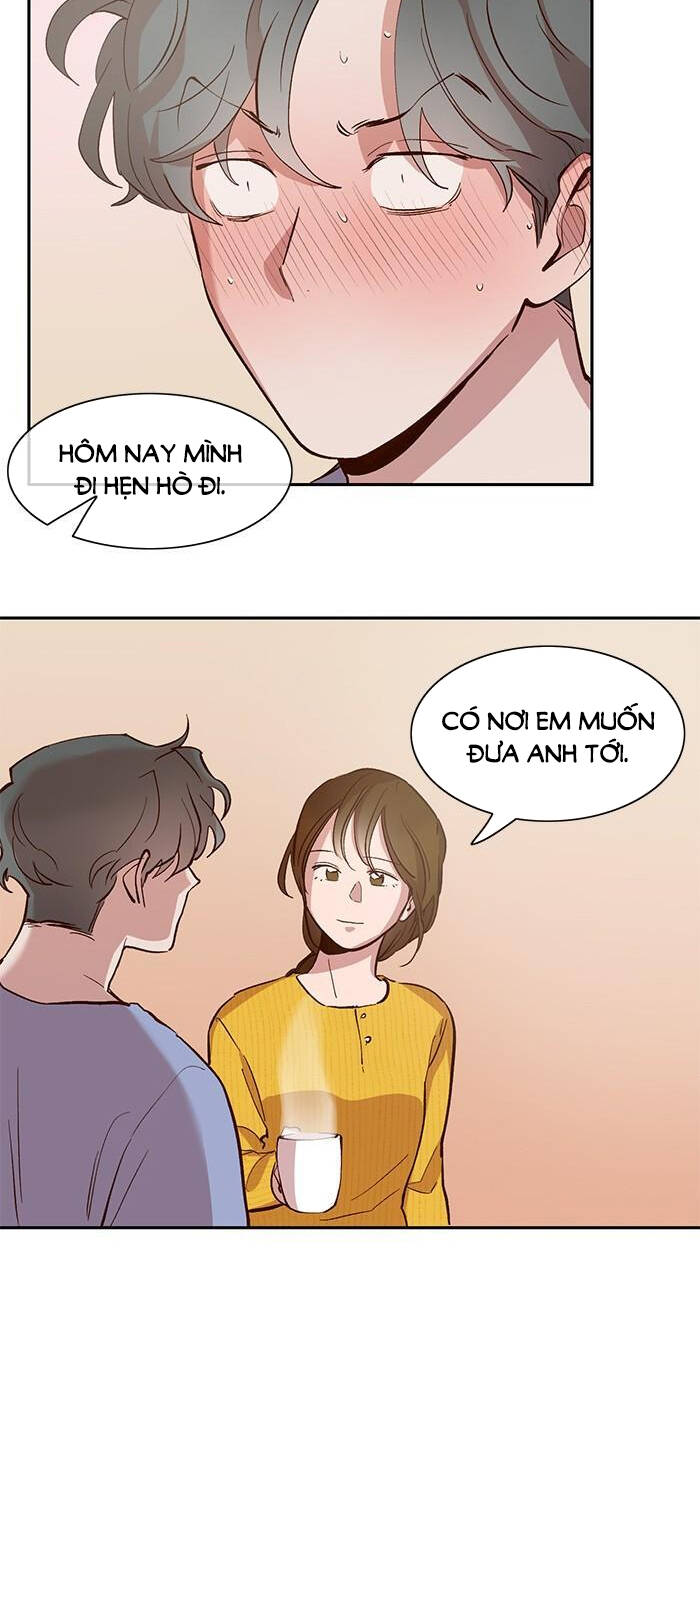 HÔM NAY MÌNH
ĐI HẸN HÒ ĐI.
CÓ NƠI EM MUỐN
ĐƯA ANH TỚI.